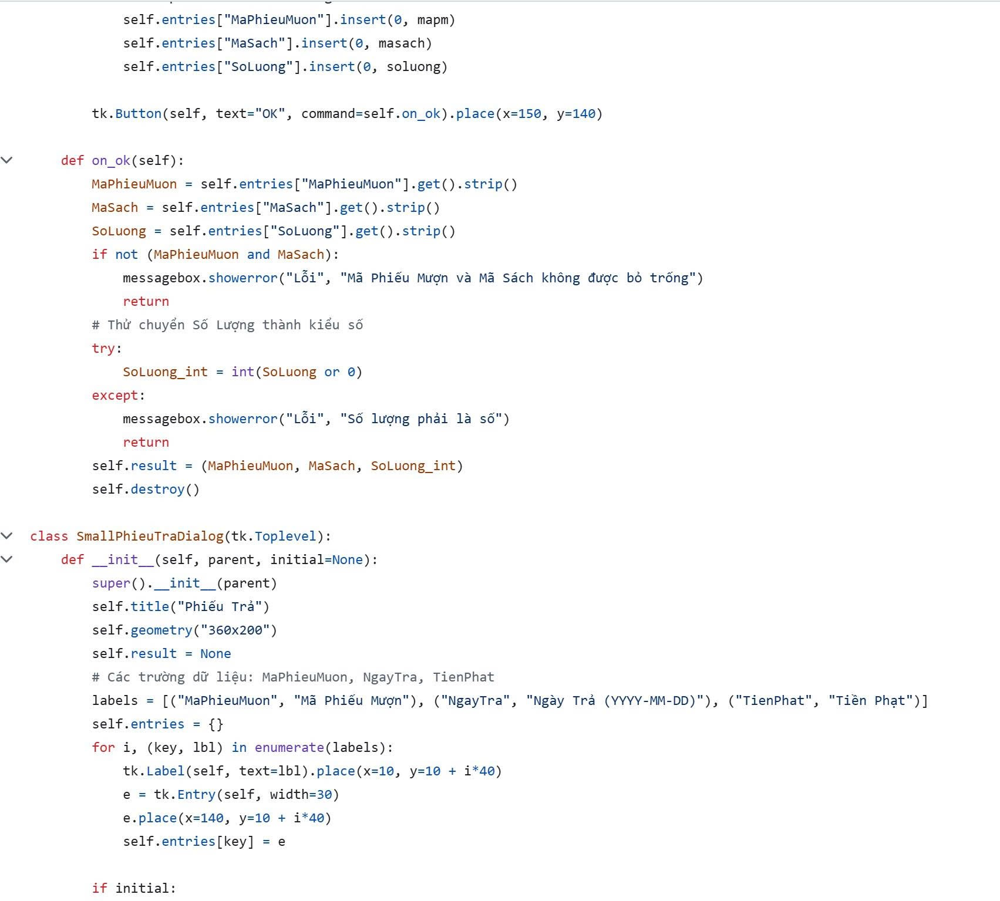 self.entries["MaPhieuMuon"].insert(0, mapm)
            self.entries["MaSach"].insert(0, masach)
            self.entries["SoLuong"].insert(0, soluong)

        tk.Button(self, text="OK", command=self.on_ok).place(x=150, y=140)

    def on_ok(self):
        MaPhieuMuon = self.entries["MaPhieuMuon"].get().strip()
        MaSach = self.entries["MaSach"].get().strip()
        SoLuong = self.entries["SoLuong"].get().strip()
        if not (MaPhieuMuon and MaSach):
            messagebox.showerror("Lỗi", "Mã Phiếu Mượn và Mã Sách không được bỏ trống")
            return
        # Thử chuyển Số Lượng thành kiểu số
        try:
            SoLuong_int = int(SoLuong or 0)
        except:
            messagebox.showerror("Lỗi", "Số lượng phải là số")
            return
        self.result = (MaPhieuMuon, MaSach, SoLuong_int)
        self.destroy()

class SmallPhieuTraDialog(tk.Toplevel):
    def __init__(self, parent, initial=None):
        super().__init__(parent)
        self.title("Phiếu Trả")
        self.geometry("360x200")
        self.result = None
        # Các trường dữ liệu: MaPhieuMuon, NgayTra, TienPhat
        labels = [("MaPhieuMuon", "Mã Phiếu Mượn"), ("NgayTra", "Ngày Trả (YYYY-MM-DD)"), ("TienPhat", "Tiền Phạt")]
        self.entries = {}
        for i, (key, lbl) in enumerate(labels):
            tk.Label(self, text=lbl).place(x=10, y=10 + i*40)
            e = tk.Entry(self, width=30)
            e.place(x=140, y=10 + i*40)
            self.entries[key] = e

        if initial: